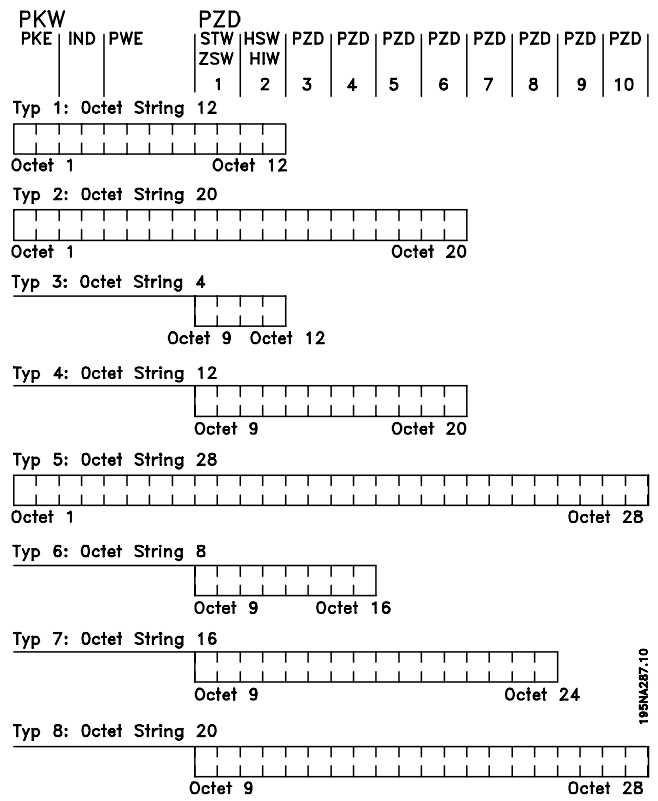 PKW PZD
PKE IND PWE STW HSW PZD PZD PZD PZD PZD PZD PZD PZD
ZSW HIW
1 2 3 4 5 6 7 8 9 10
Typ 1: Octet String 12
Octet 1 Octet 12
Typ 2: Octet String 20
Octet 1 Octet 20
Typ 3: Octet String 4
Octet 9 Octet 12
Typ 4: Octet String 12
Octet 9 Octet 20
Typ 5: Octet String 28
Octet 1 Octet 28
Typ 6: Octet String 8
Octet 9 Octet 16
Typ 7: Octet String 16
Octet 9 Octet 24
Typ 8: Octet String 20
Octet 9 Octet 28
195NA287.10